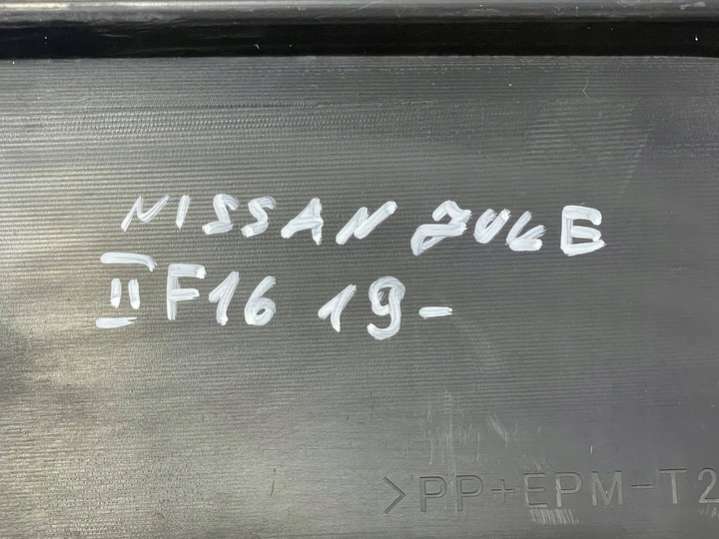 NISSAN JUKE
II F16 19-
>PP+EPM-T2